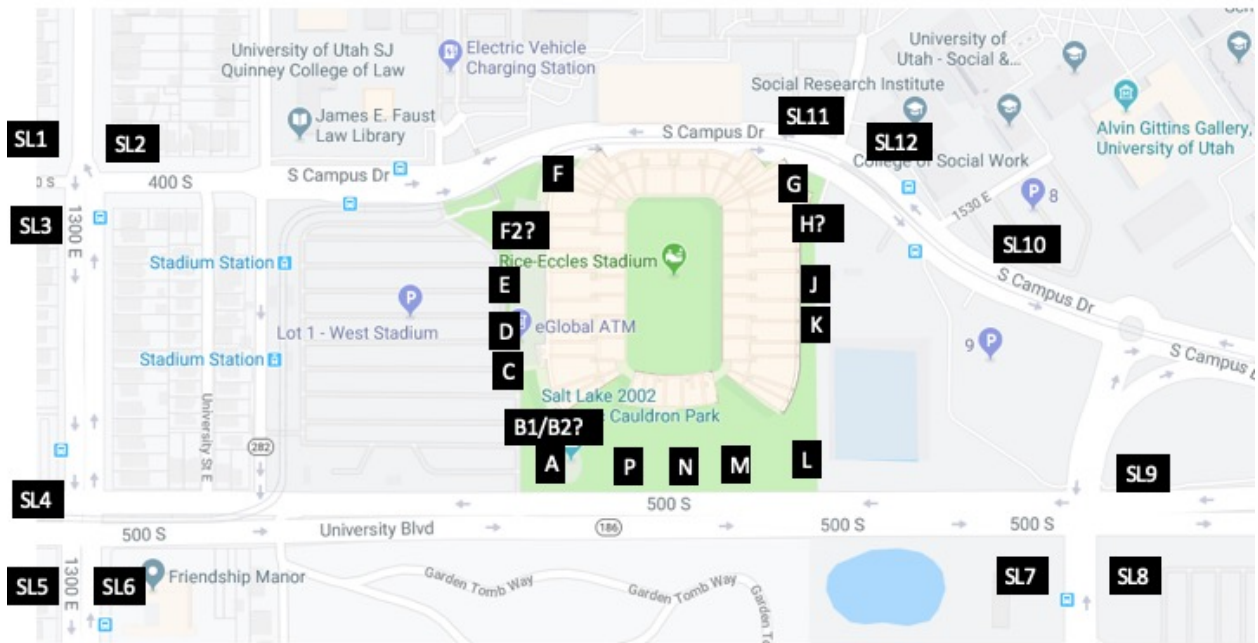 Cen
University of Utah SJ
Quinney College of Law
Electric Vehicle
Charging Station
University of
Utah - Social &...
Social Research Institute
James E. Faust
Law Library
SL11
SL1
SL2
S Campus Dr
SL12
Alvin Gittins Gallery,
University of Utah
College of Social Work
0 S
400 S
S Campus Dr
F
G
P
8
1530 E
SL3
1300 E
F2?
H?
SL10
Stadium Station
Rice-Eccles Stadium
E
J
S Campus Dr
P
Lot 1 - West Stadium
D
eGlobal ATM
K
9
P
Stadium Station
C
S Campus
Salt Lake 2002
Cauldron Park
University St E
B1/B2?
282
A
P
N
M
L
SL9
SL4
500 S
500 S
University Blvd
186
500 S
500 S
SL5
1300 E
SL6
Friendship Manor
Garden Tomb Way
Garden Tomb Way
Garden To
SL7
SL8